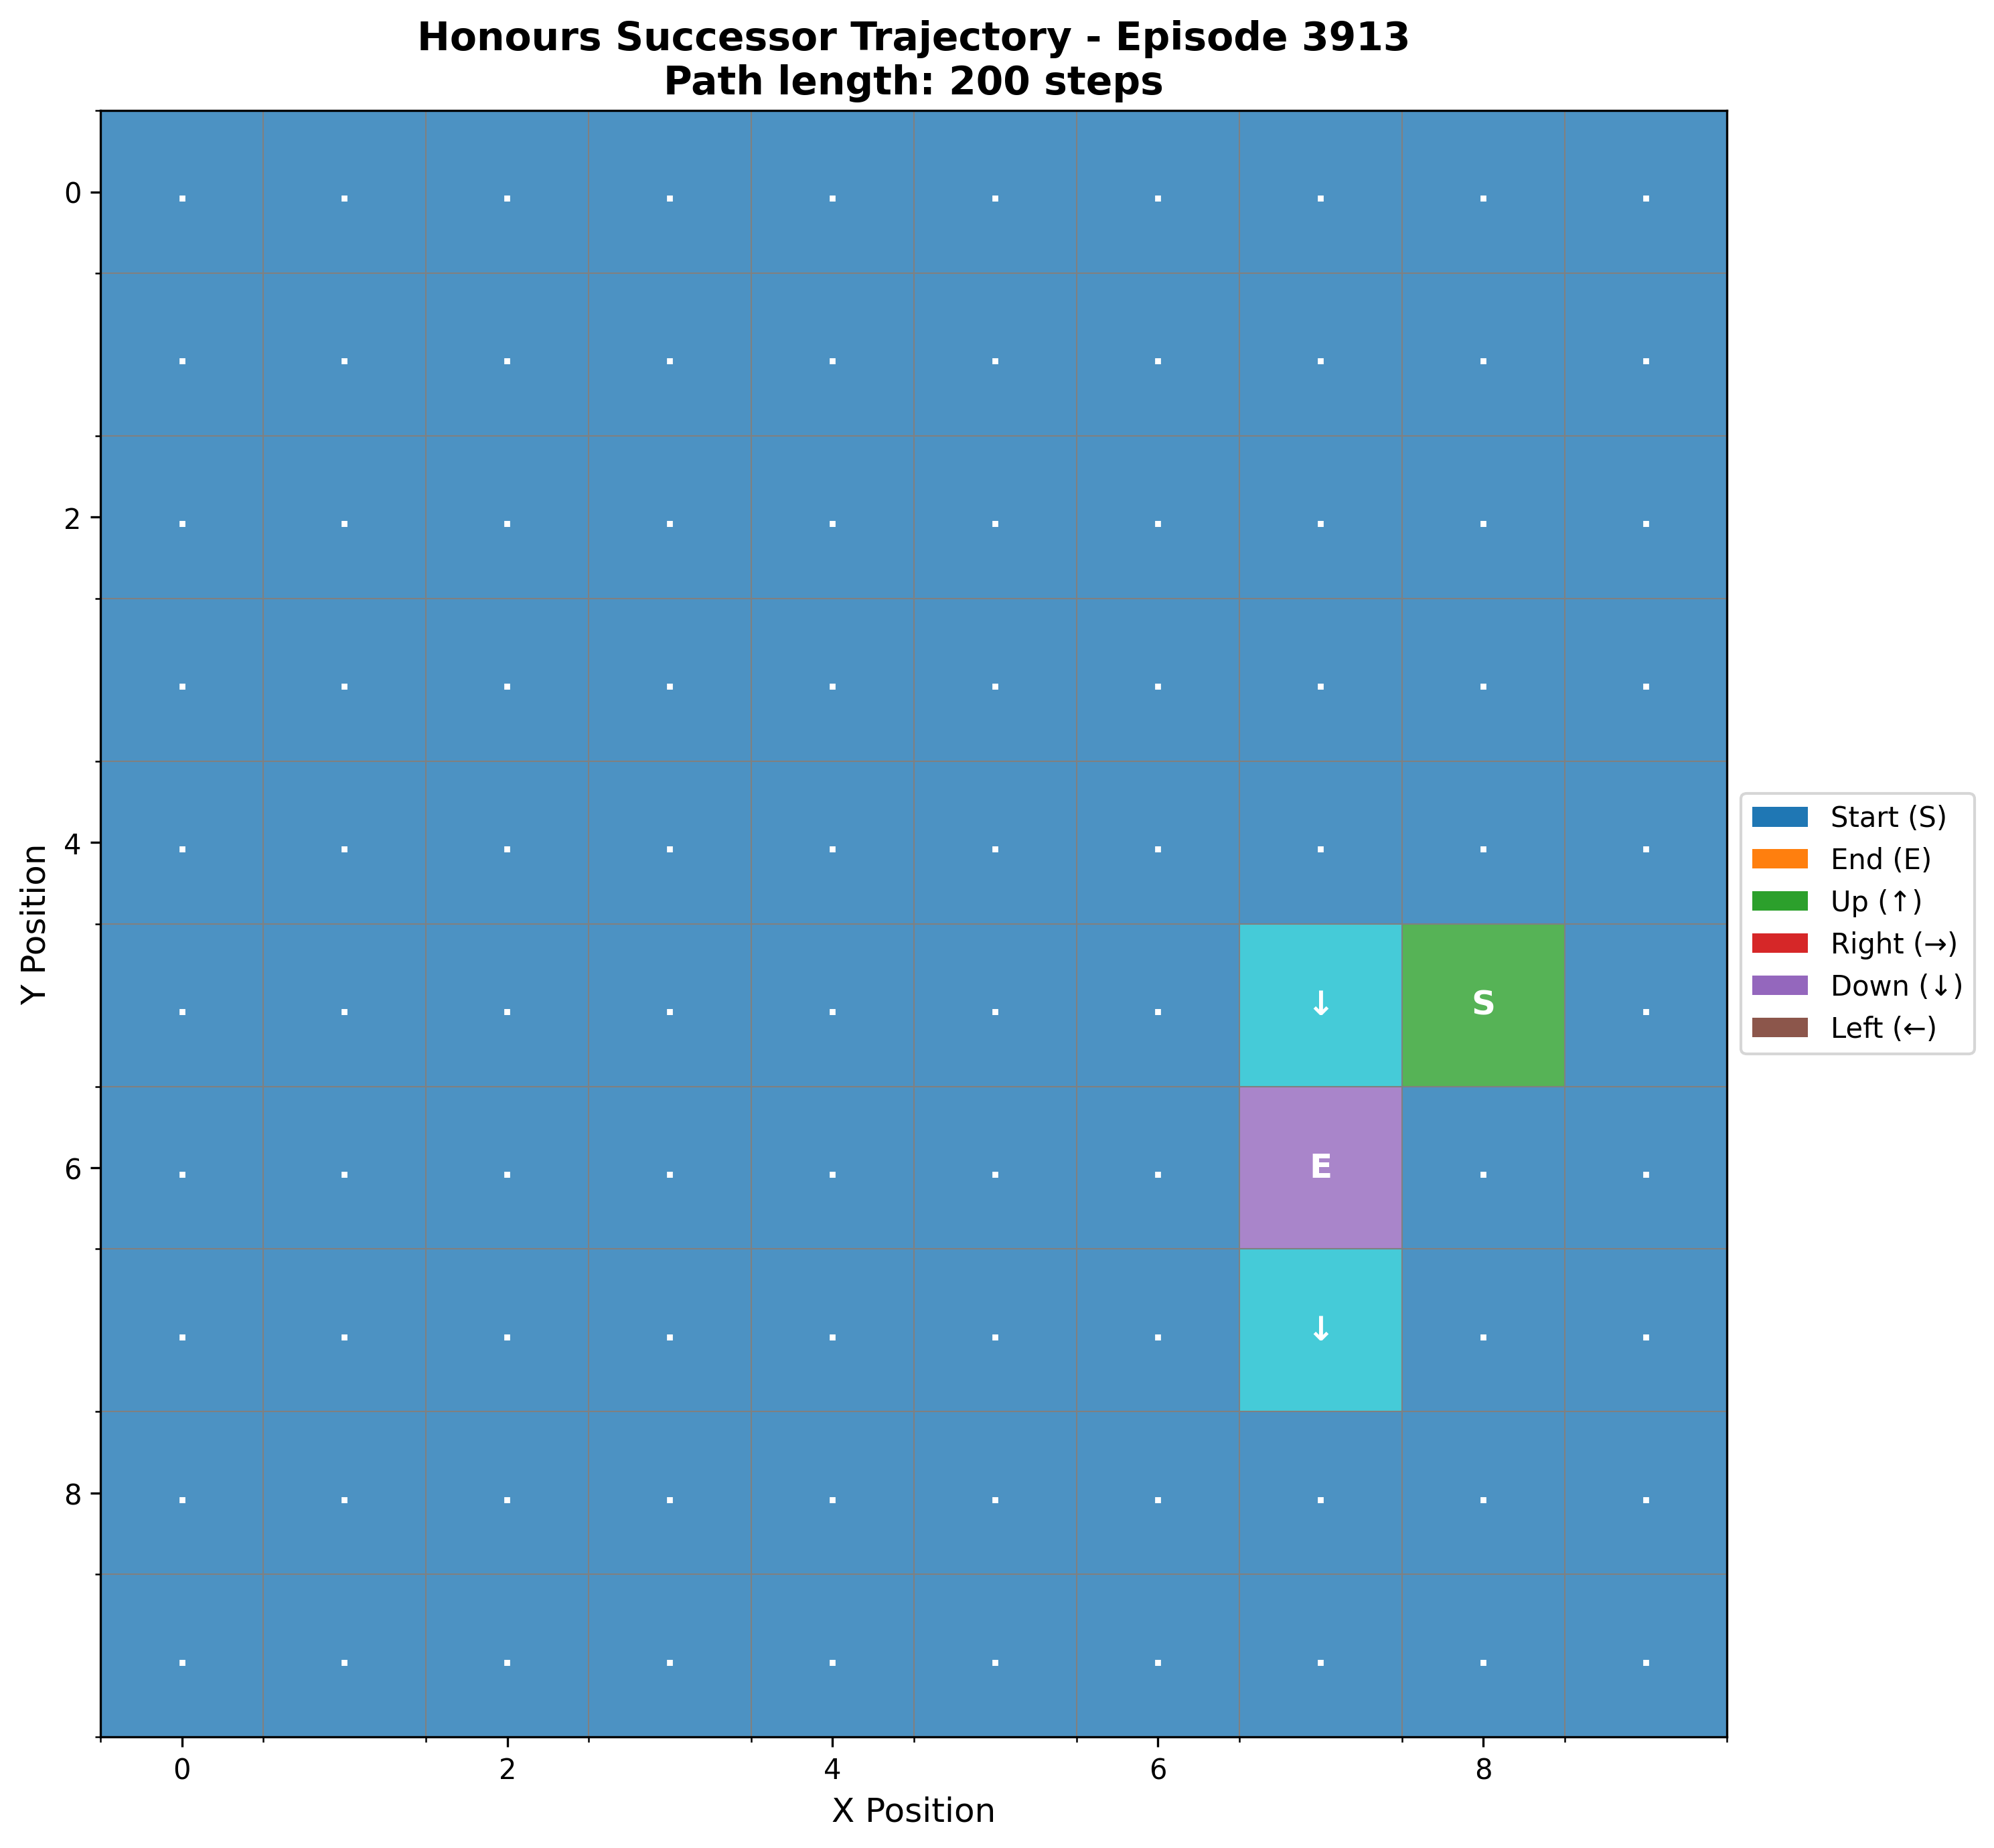 Honours Successor Trajectory - Episode 3913
Path length: 200 steps
0
2
4
Y Position
6
8
↓ S
E
↓
0 2 4 6 8
X Position
Start (S)
End (E)
Up (↑)
Right (→)
Down (↓)
Left (←)